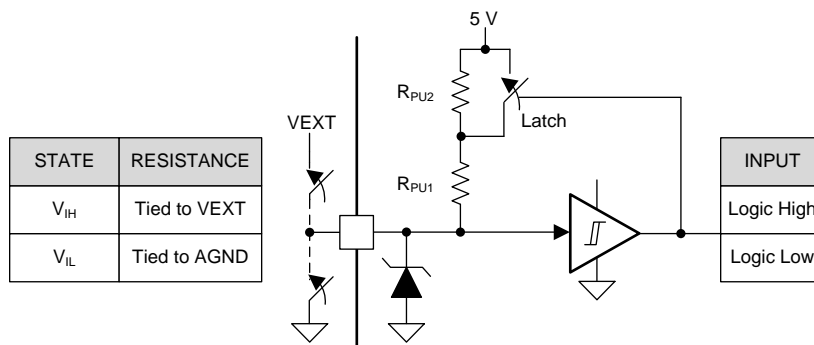 5 V
R_PU2
Latch
VEXT
R_PU1
STATE RESISTANCE
V_IH Tied to VEXT
V_IL Tied to AGND
INPUT
Logic High
Logic Low